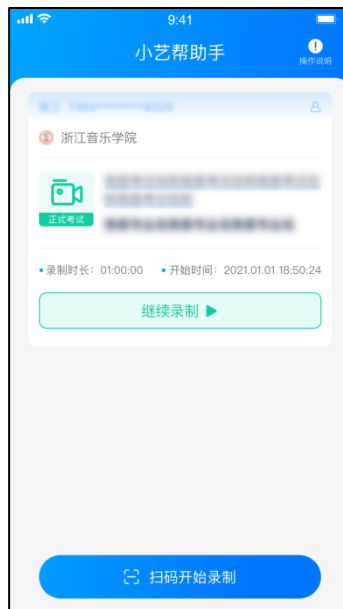 9:41
小艺帮助手
操作说明
浙江音乐学院
正式考试
录制时长：01:00:00 开始时间：2021.01.01 18:50:24
继续录制
扫码开始录制